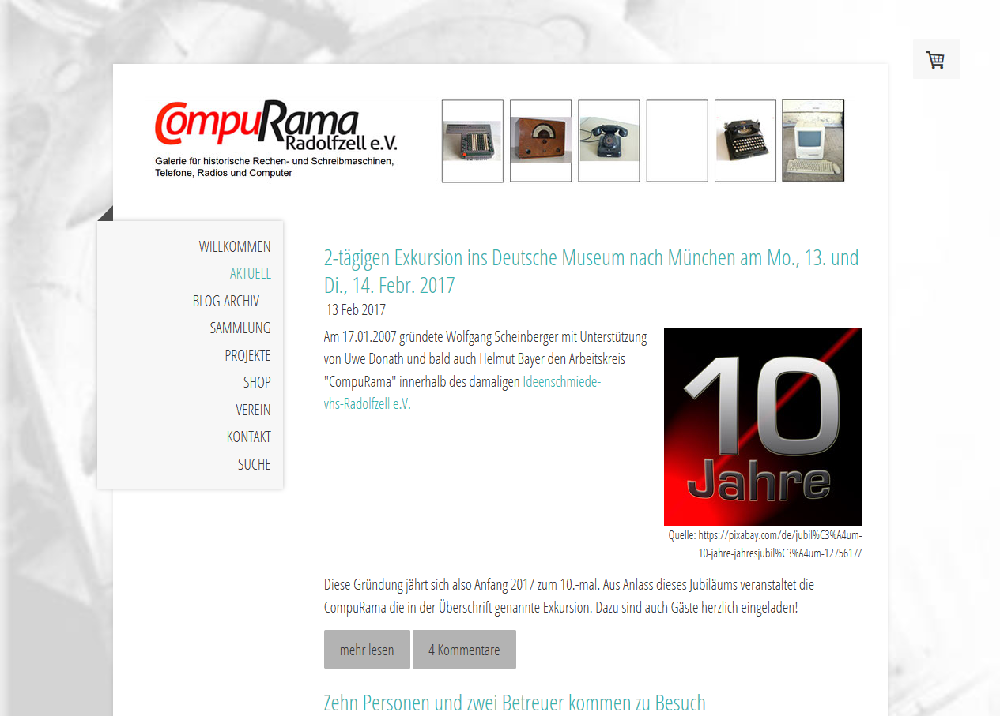 CompuRama
Radolfzell e.V.
Galerie für historische Rechen- und Schreibmaschinen,
Telefone, Radios und Computer
WILLKOMMEN
AKTUELL
BLOG-ARCHIV
SAMMLUNG
PROJEKTE
SHOP
VEREIN
KONTAKT
SUCHE
2-tägigen Exkursion ins Deutsche Museum nach München am Mo., 13. und
Di., 14. Febr. 2017
13 Feb 2017
Am 17.01.2007 gründete Wolfgang Scheinberger mit Unterstützung
von Uwe Donath und bald auch Helmut Bayer den Arbeitskreis
"CompuRama" innerhalb des damaligen Ideenschmiede-
vhs-Radolfzell e.V.
10
Jahre
Quelle: https://pixabay.com/de/jubil%C3%A4um-
10-jahre-jahresjubil%C3%A4um-1275617/
Diese Gründung jährt sich also Anfang 2017 zum 10.-mal. Aus Anlass dieses Jubiläums veranstaltet die
CompuRama die in der Überschrift genannte Exkursion. Dazu sind auch Gäste herzlich eingeladen!
mehr lesen
4 Kommentare
Zehn Personen und zwei Betreuer kommen zu Besuch